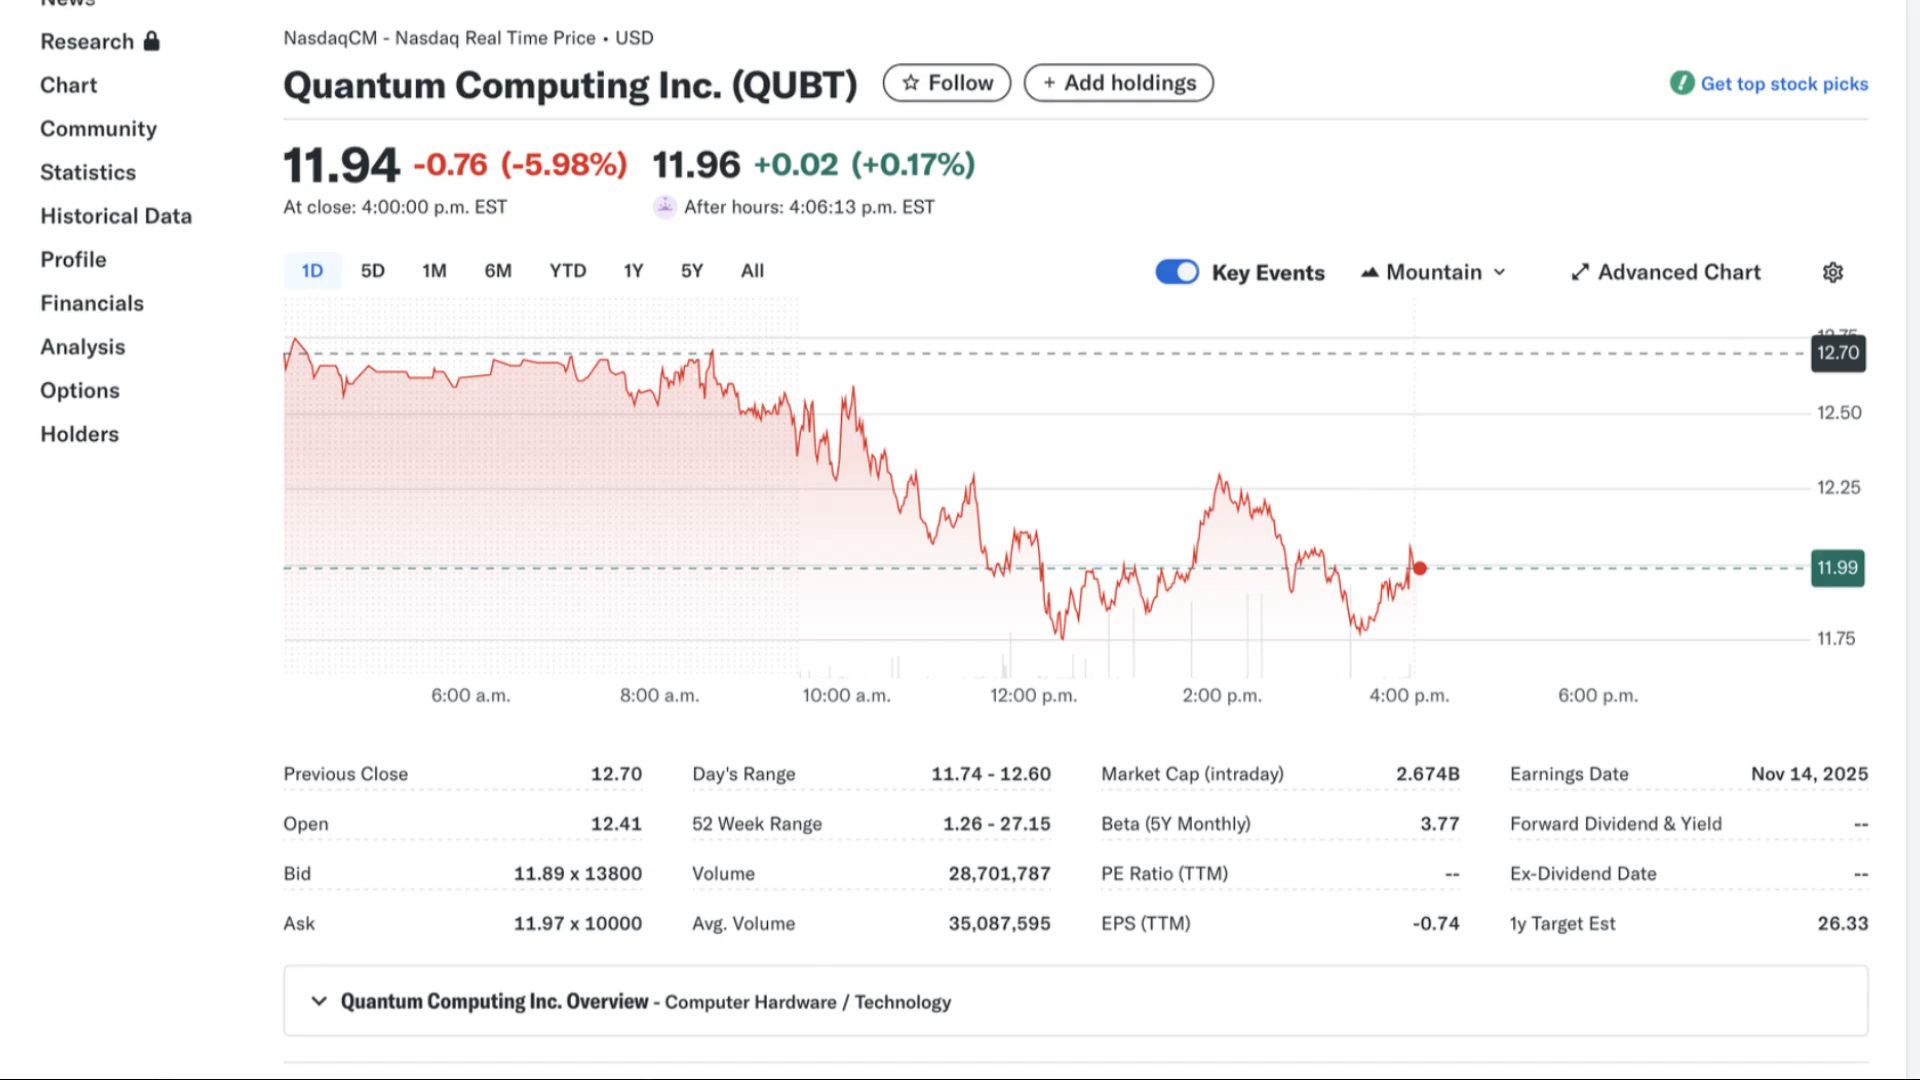 News
Research
Chart
Community
Statistics
Historical Data
Profile
Financials
Analysis
Options
Holders
NasdaqCM - Nasdaq Real Time Price • USD
Quantum Computing Inc. (QUBT)
Follow
+ Add holdings
Get top stock picks
11.94 -0.76 (-5.98%)
At close: 4:00:00 p.m. EST
11.96 +0.02 (+0.17%)
After hours: 4:06:13 p.m. EST
1D 5D 1M 6M YTD 1Y 5Y All
Key Events
Mountain
Advanced Chart
12.75
12.70
12.50
12.25
11.99
11.75
6:00 a.m. 8:00 a.m. 10:00 a.m. 12:00 p.m. 2:00 p.m. 4:00 p.m. 6:00 p.m.
Previous Close 12.70
Open 12.41
Bid 11.89 x 13800
Ask 11.97 x 10000
Day's Range 11.74 - 12.60
52 Week Range 1.26 - 27.15
Volume 28,701,787
Avg. Volume 35,087,595
Market Cap (intraday) 2.674B
Beta (5Y Monthly) 3.77
PE Ratio (TTM) --
EPS (TTM) -0.74
Earnings Date Nov 14, 2025
Forward Dividend & Yield --
Ex-Dividend Date --
1y Target Est 26.33
Quantum Computing Inc. Overview - Computer Hardware / Technology